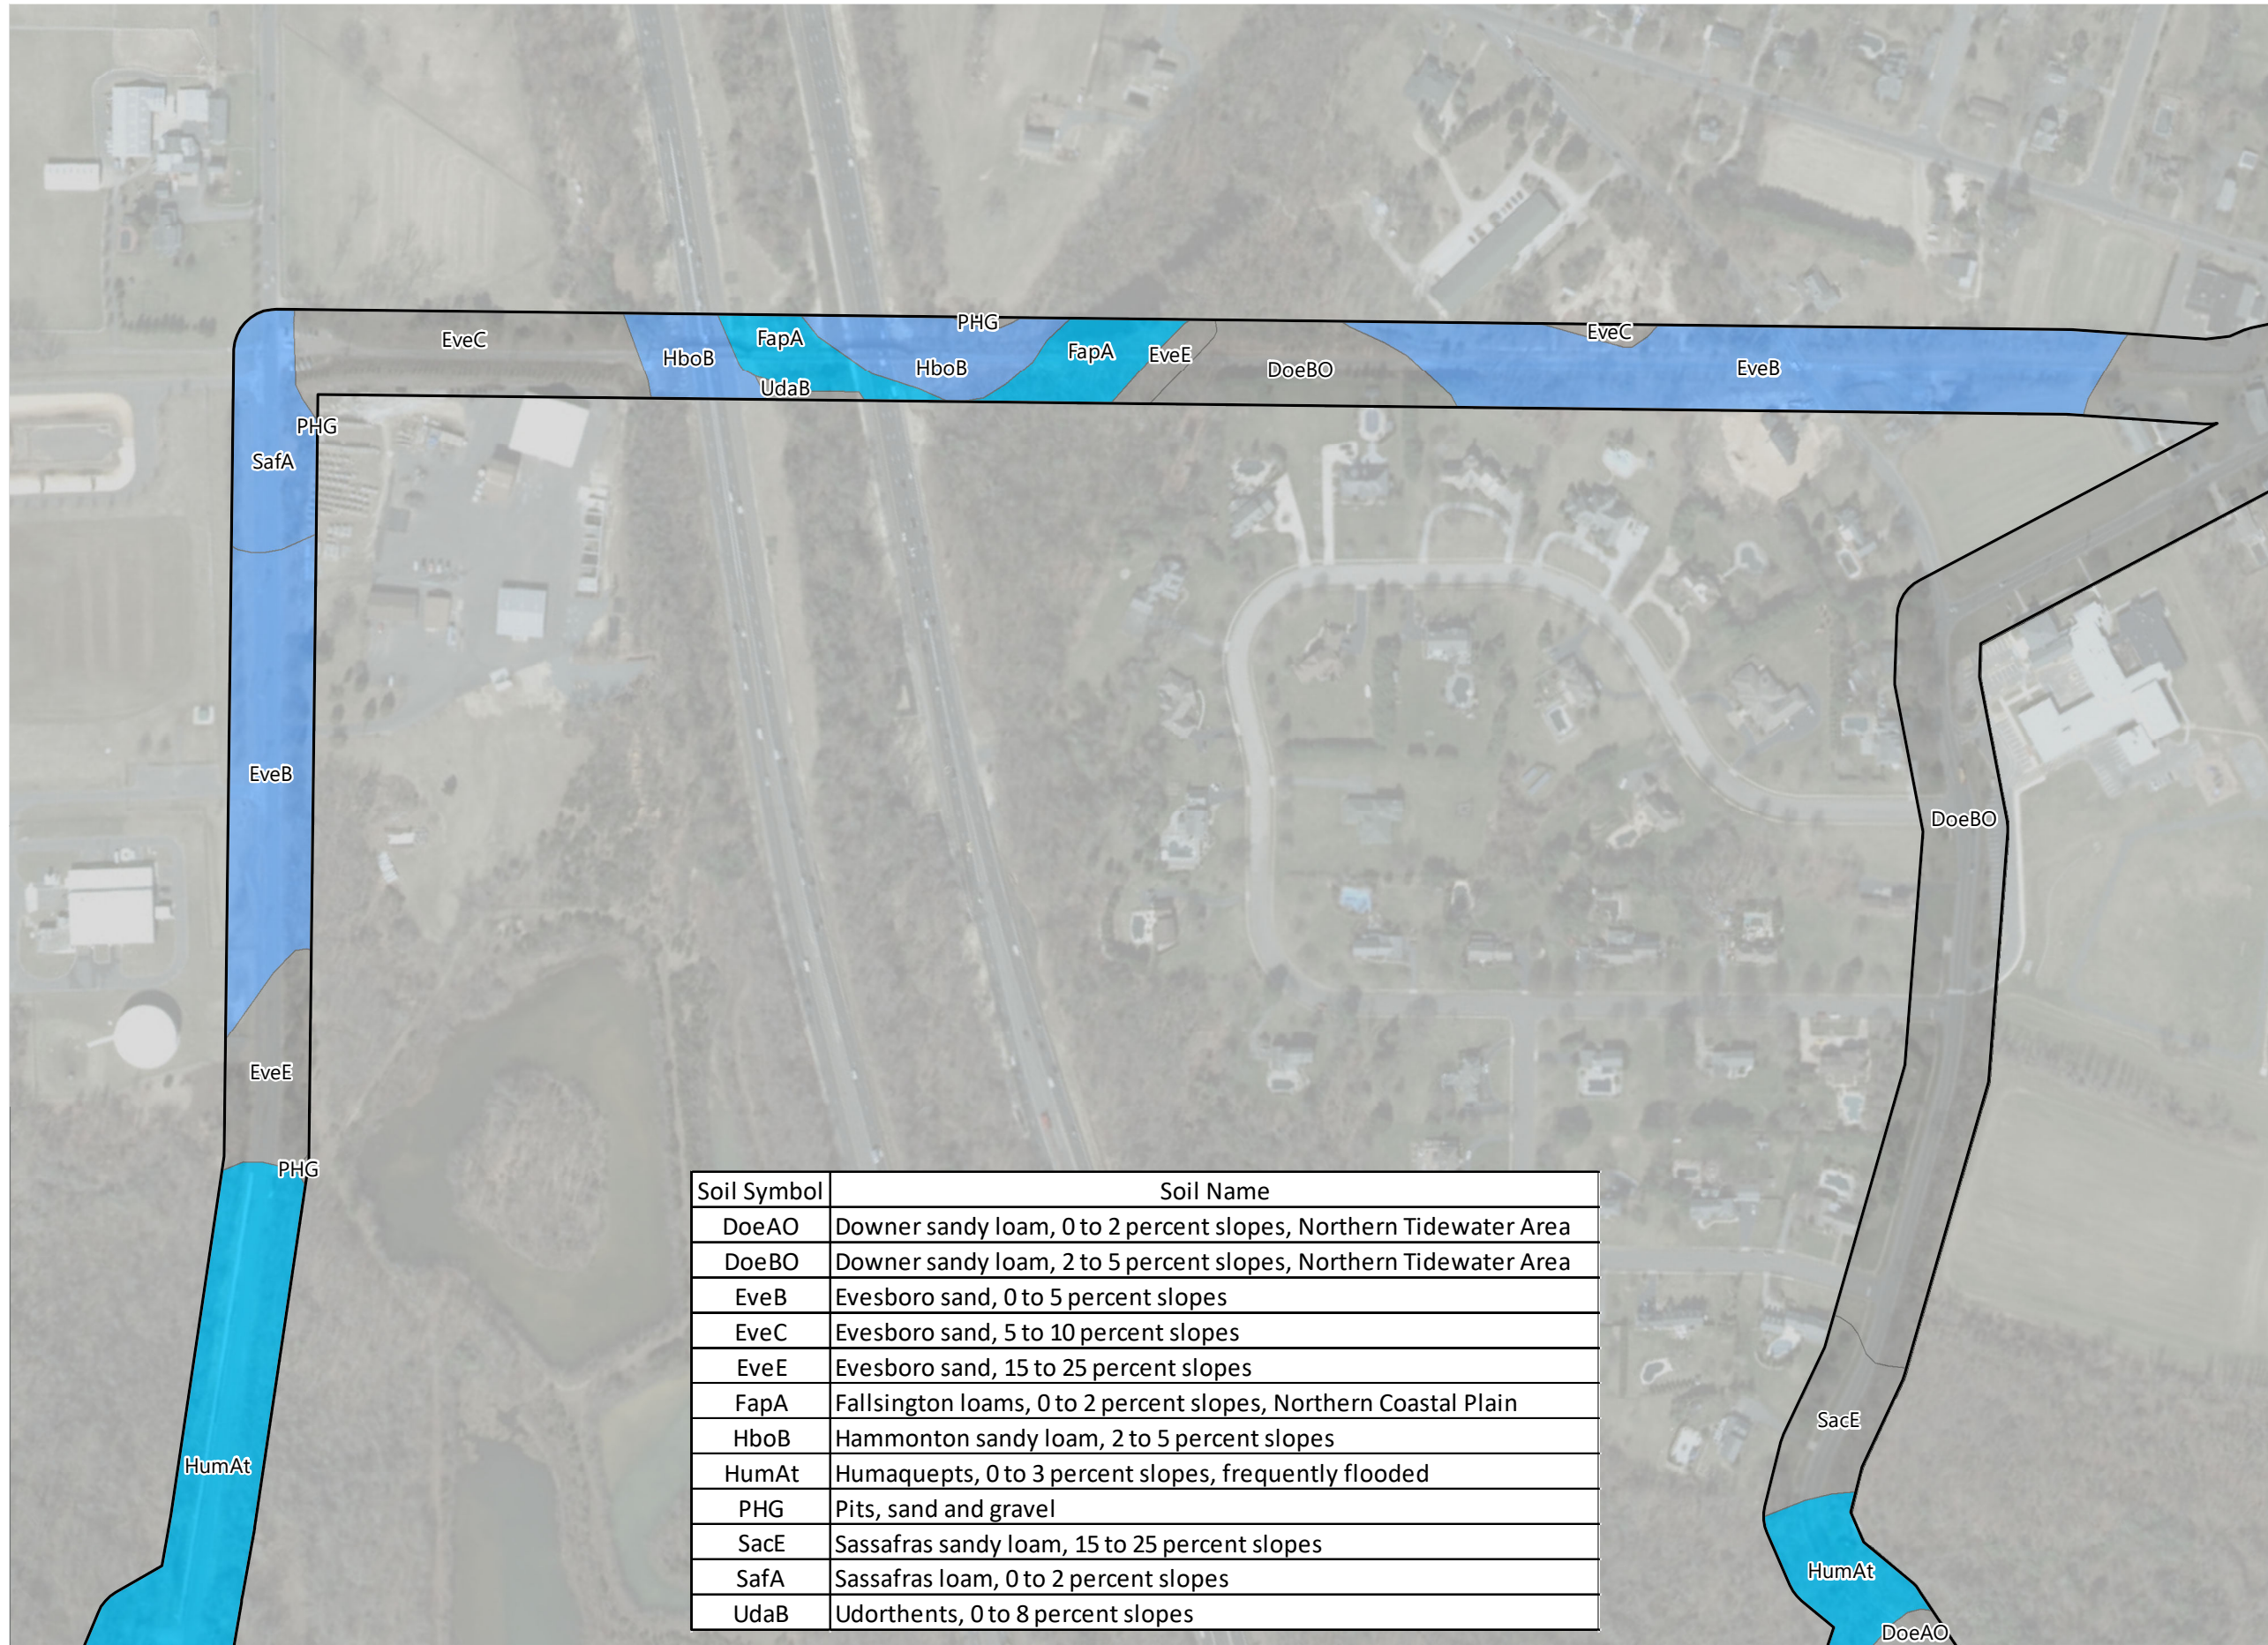 PHG
EveC
FapA
EveC
HboB
FapA
EveE
HboB
DoeBO
EveB
UdaB
PHG
SafA
EveB
DoeBO
EveE
PHG
Soil Symbol Soil Name
DoeAO Downer sandy loam, 0 to 2 percent slopes, Northern Tidewater Area
DoeBO Downer sandy loam, 2 to 5 percent slopes, Northern Tidewater Area
EveB Evesboro sand, 0 to 5 percent slopes
EveC Evesboro sand, 5 to 10 percent slopes
EveE Evesboro sand, 15 to 25 percent slopes
FapA Fallsington loams, 0 to 2 percent slopes, Northern Coastal Plain
HboB Hammonton sandy loam, 2 to 5 percent slopes
HumAt Humaquepts, 0 to 3 percent slopes, frequently flooded
PHG Pits, sand and gravel
SacE Sassafras sandy loam, 15 to 25 percent slopes
SafA Sassafras loam, 0 to 2 percent slopes
UdaB Udorthents, 0 to 8 percent slopes
SacE
HumAt
HumAt
DoeAO